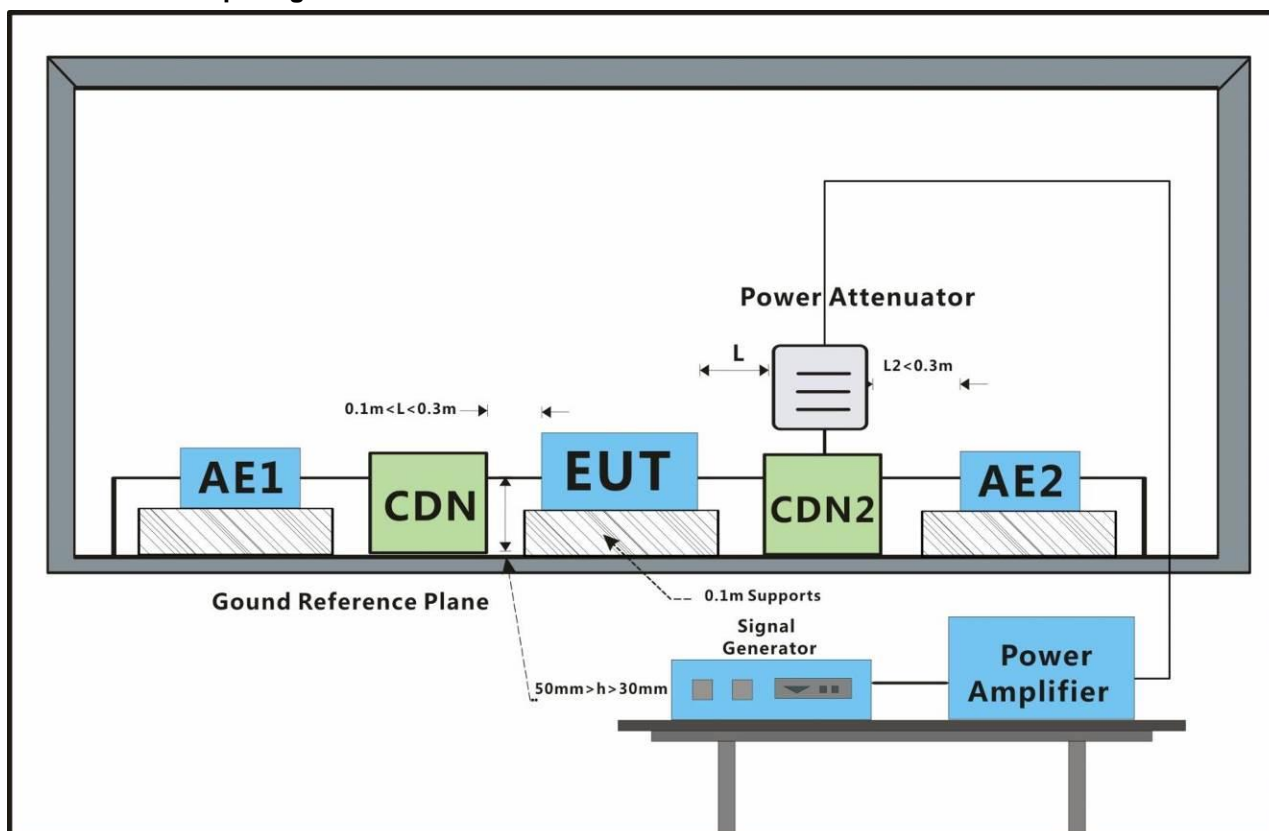 Power Attenuator
L
L2<0.3m
0.1m<L<0.3m
AE1
CDN
EUT
CDN2
AE2
Gound Reference Plane
0.1m Supports
Signal
Generator
50mm>h>30mm
Power
Amplifier